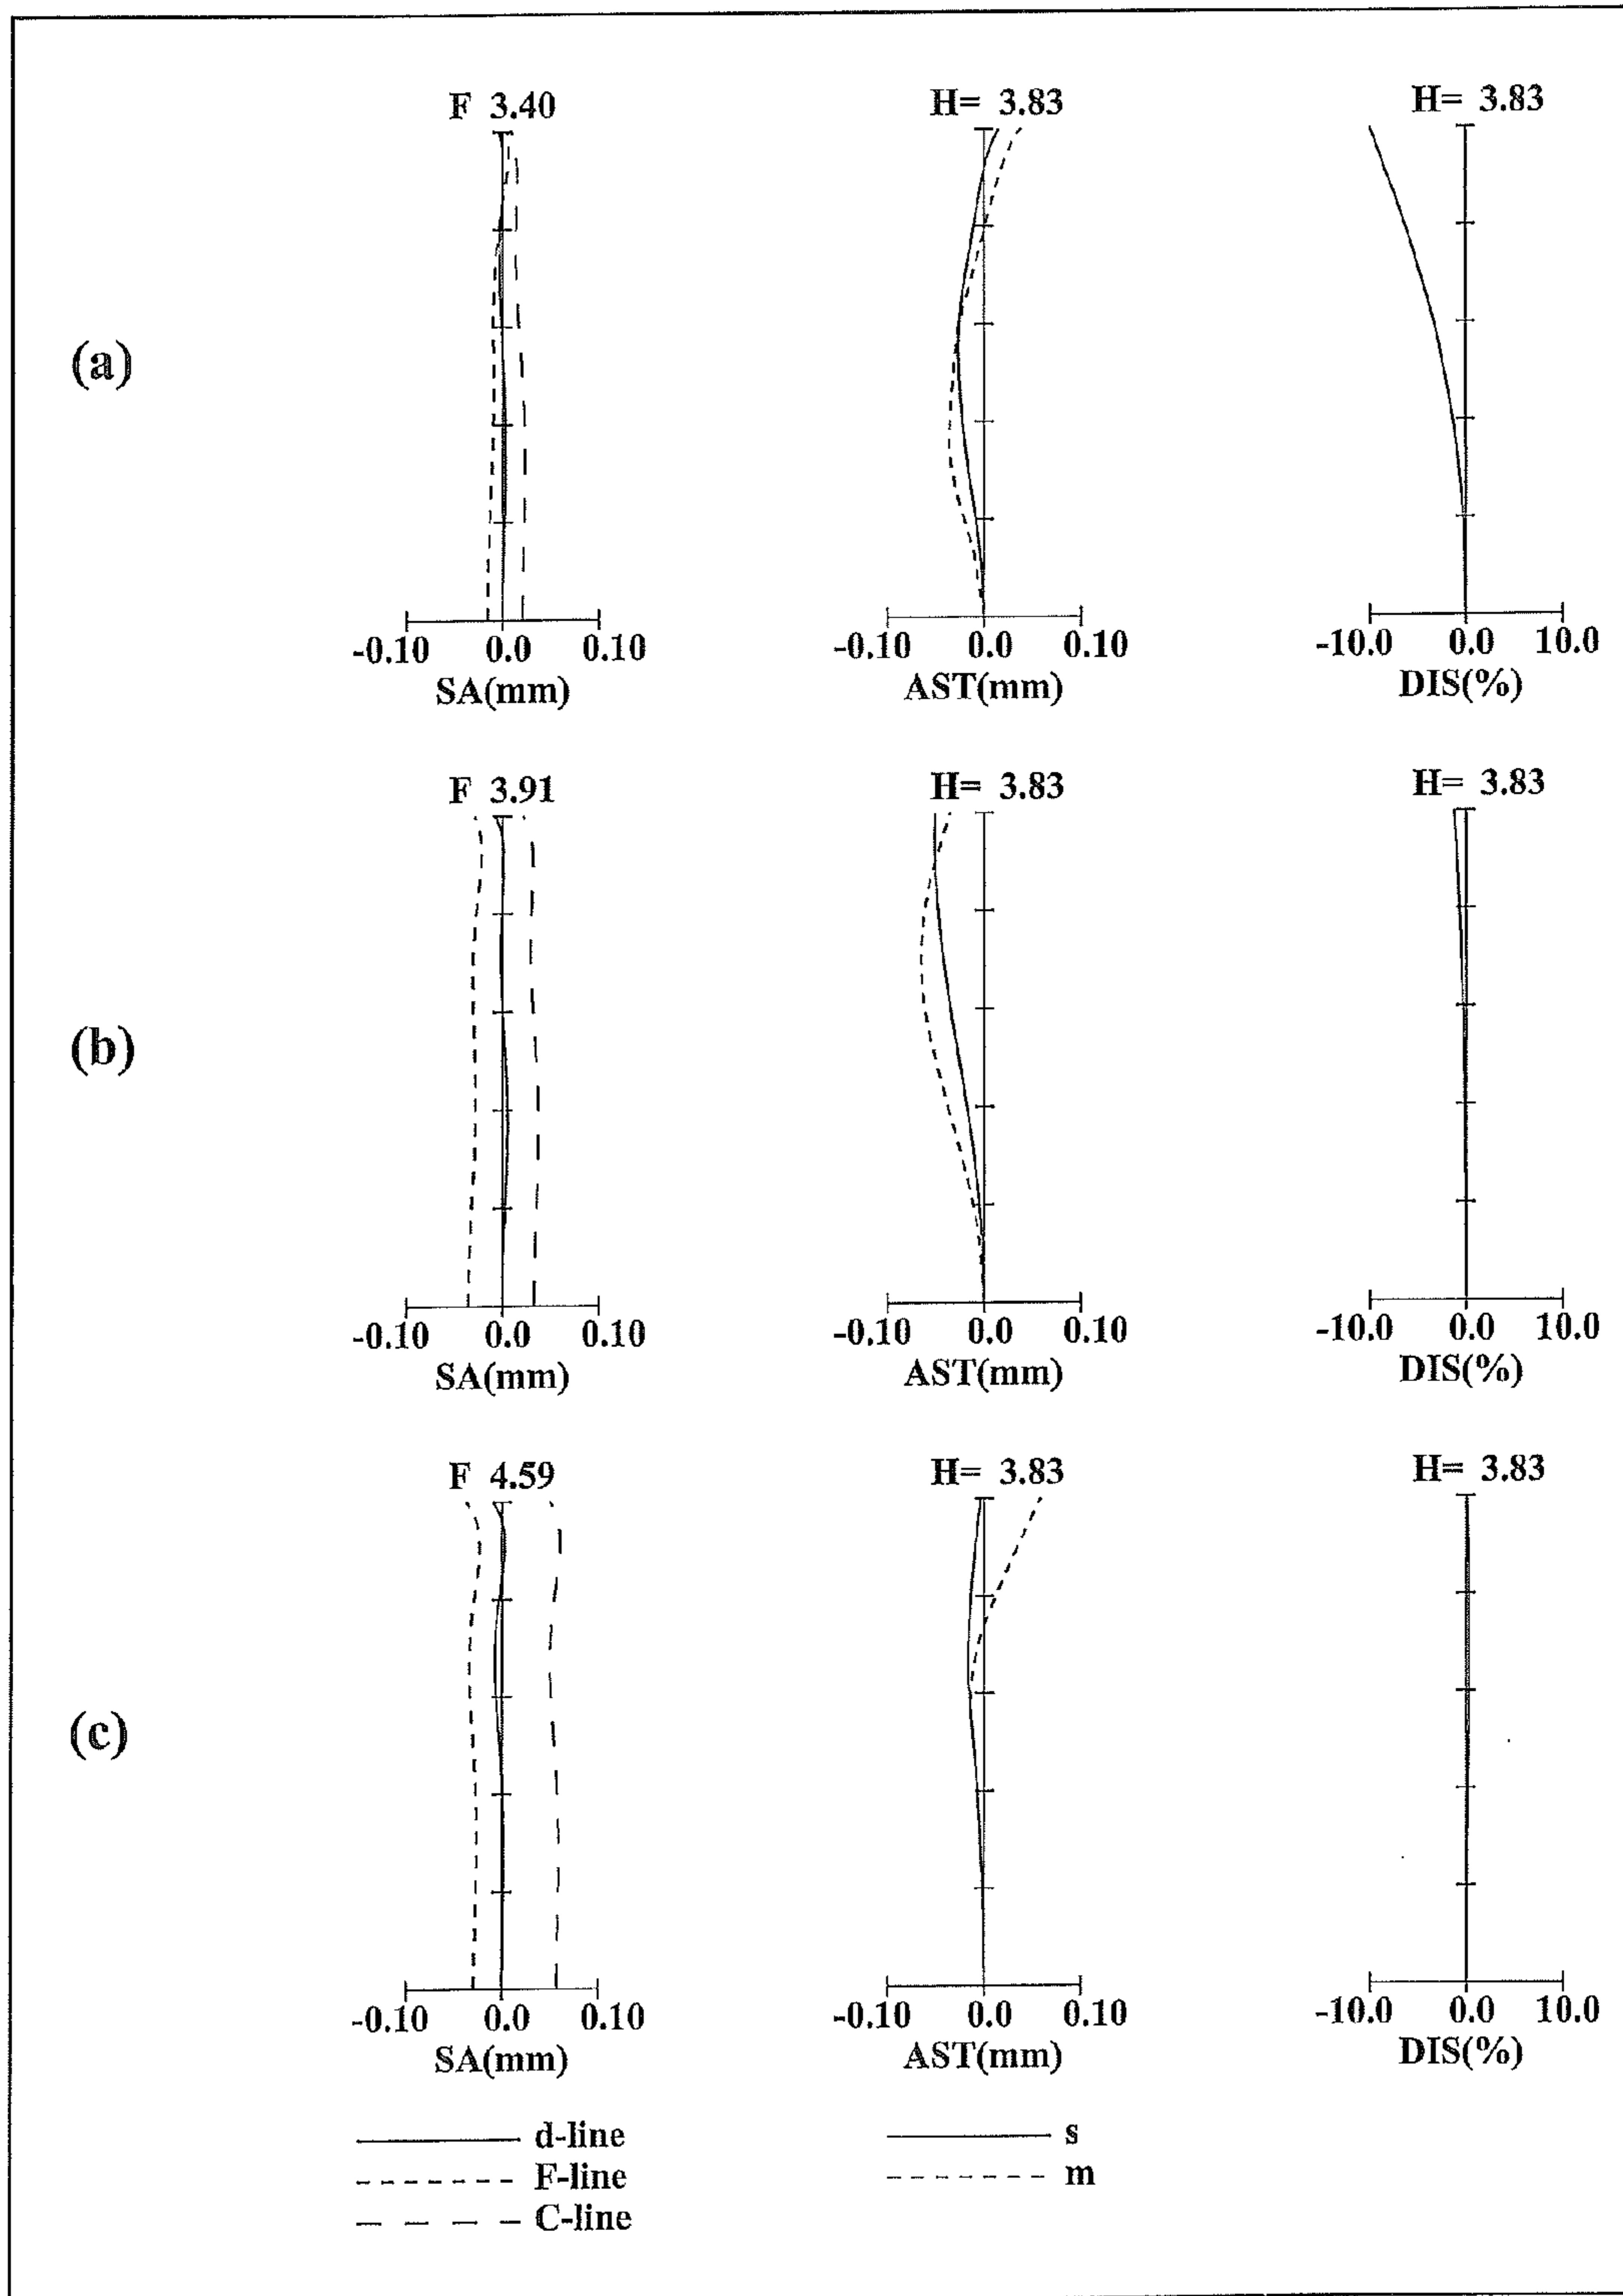 F 3.40 H= 3.83 H= 3.83
(a)
-0.10 0.0 0.10 -0.10 0.0 0.10 -10.0 0.0 10.0
SA(mm) AST(mm) DIS(%)
F 3.91 H= 3.83 H= 3.83
(b)
-0.10 0.0 0.10 -0.10 0.0 0.10 -10.0 0.0 10.0
SA(mm) AST(mm) DIS(%)
F 4.59 H= 3.83 H= 3.83
(c)
-0.10 0.0 0.10 -0.10 0.0 0.10 -10.0 0.0 10.0
SA(mm) AST(mm) DIS(%)
d-line s
F-line m
C-line